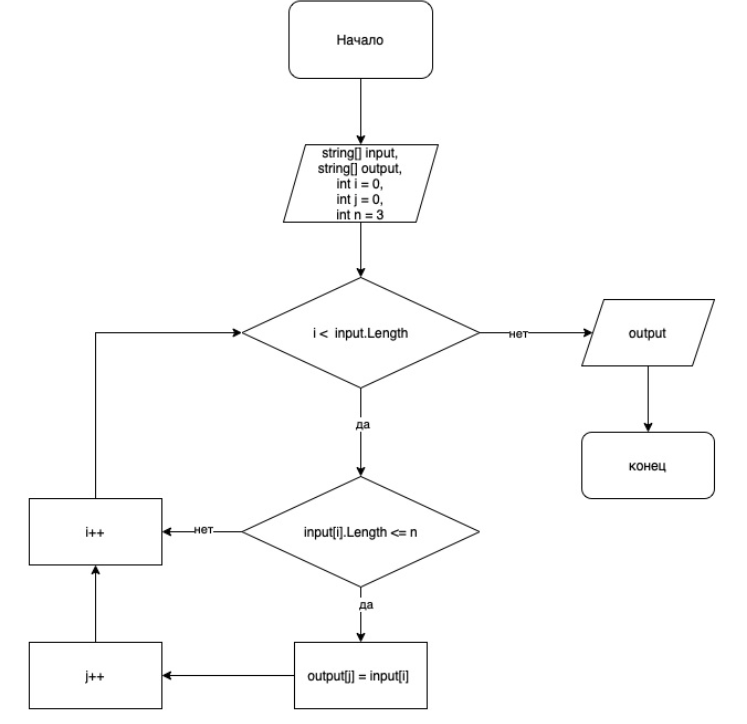 Начало
string[] input,
string[] output,
int i = 0,
int j = 0,
int n = 3
i <  input.Length
нет
output
да
конец
input[i].Length <= n
нет
i++
да
output[j] = input[i]
j++